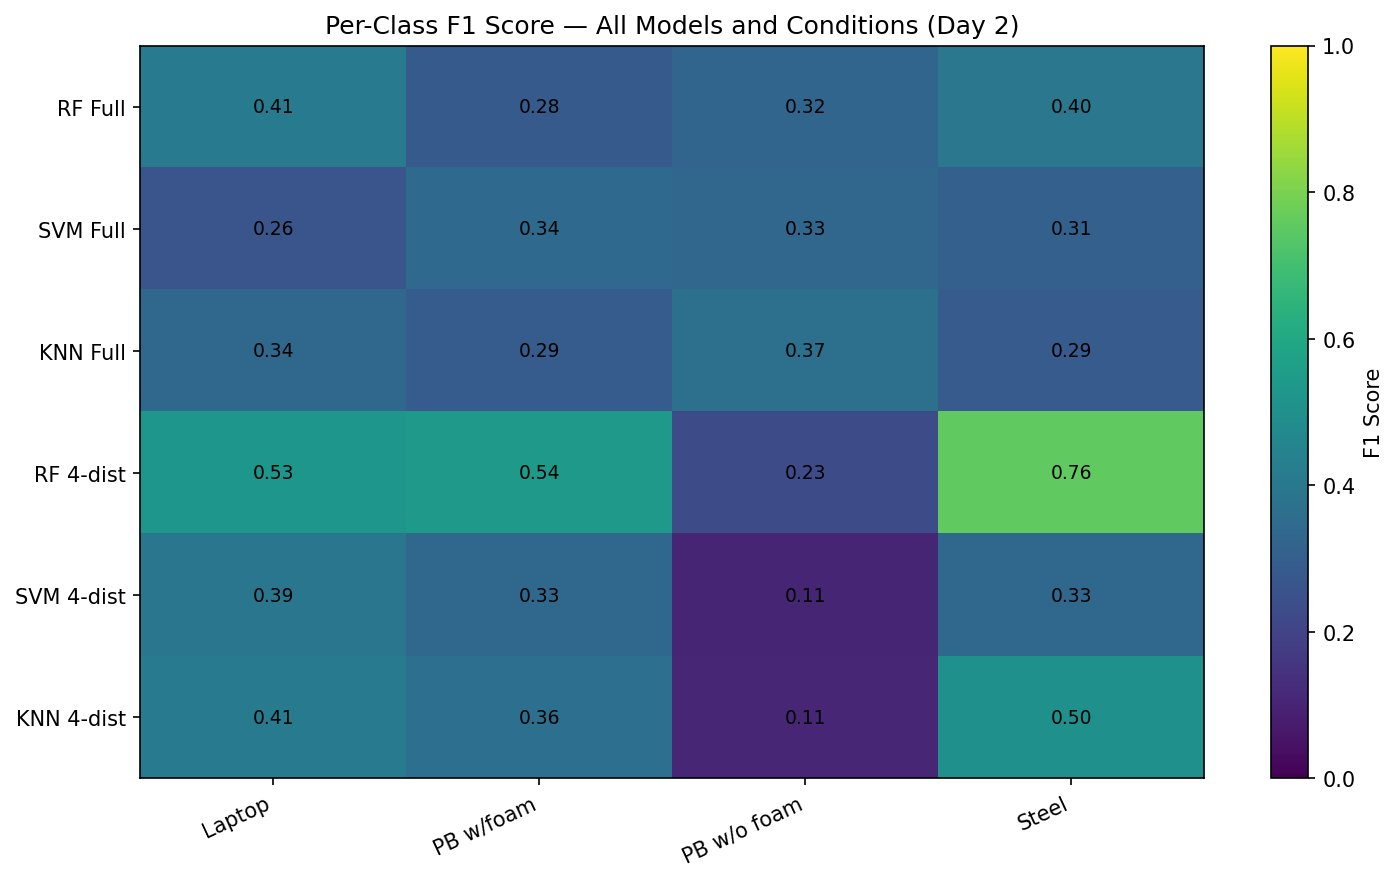 Per-Class F1 Score — All Models and Conditions (Day 2)
RF Full 0.41 0.28 0.32 0.40
SVM Full 0.26 0.34 0.33 0.31
KNN Full 0.34 0.29 0.37 0.29
RF 4-dist 0.53 0.54 0.23 0.76
SVM 4-dist 0.39 0.33 0.11 0.33
KNN 4-dist 0.41 0.36 0.11 0.50
Laptop PB w/foam PB w/o foam Steel
1.0
0.8
0.6
0.4
0.2
0.0
F1 Score